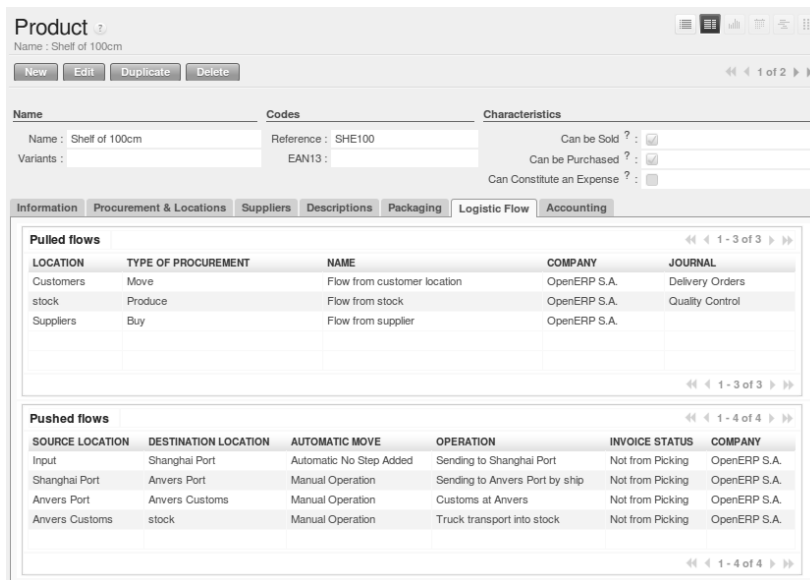 Product ?
Name : Shelf of 100cm
New Edit Duplicate Delete 1 of 2
Name Codes Characteristics
Name : Shelf of 100cm Reference : SHE100 Can be Sold ? :
Variants : EAN13 : Can be Purchased ? :
Can Constitute an Expense ? :
Information Procurement & Locations Suppliers Descriptions Packaging Logistic Flow Accounting
Pulled flows 1 - 3 of 3
LOCATION TYPE OF PROCUREMENT NAME COMPANY JOURNAL
Customers Move Flow from customer location OpenERP S.A. Delivery Orders
stock Produce Flow from stock OpenERP S.A. Quality Control
Suppliers Buy Flow from supplier OpenERP S.A.
1 - 3 of 3
Pushed flows 1 - 4 of 4
SOURCE LOCATION DESTINATION LOCATION AUTOMATIC MOVE OPERATION INVOICE STATUS COMPANY
Input Shanghai Port Automatic No Step Added Sending to Shanghai Port Not from Picking OpenERP S.A.
Shanghai Port Anvers Port Manual Operation Sending to Anvers Port by ship Not from Picking OpenERP S.A.
Anvers Port Anvers Customs Manual Operation Customs at Anvers Not from Picking OpenERP S.A.
Anvers Customs stock Manual Operation Truck transport into stock Not from Picking OpenERP S.A.
1 - 4 of 4